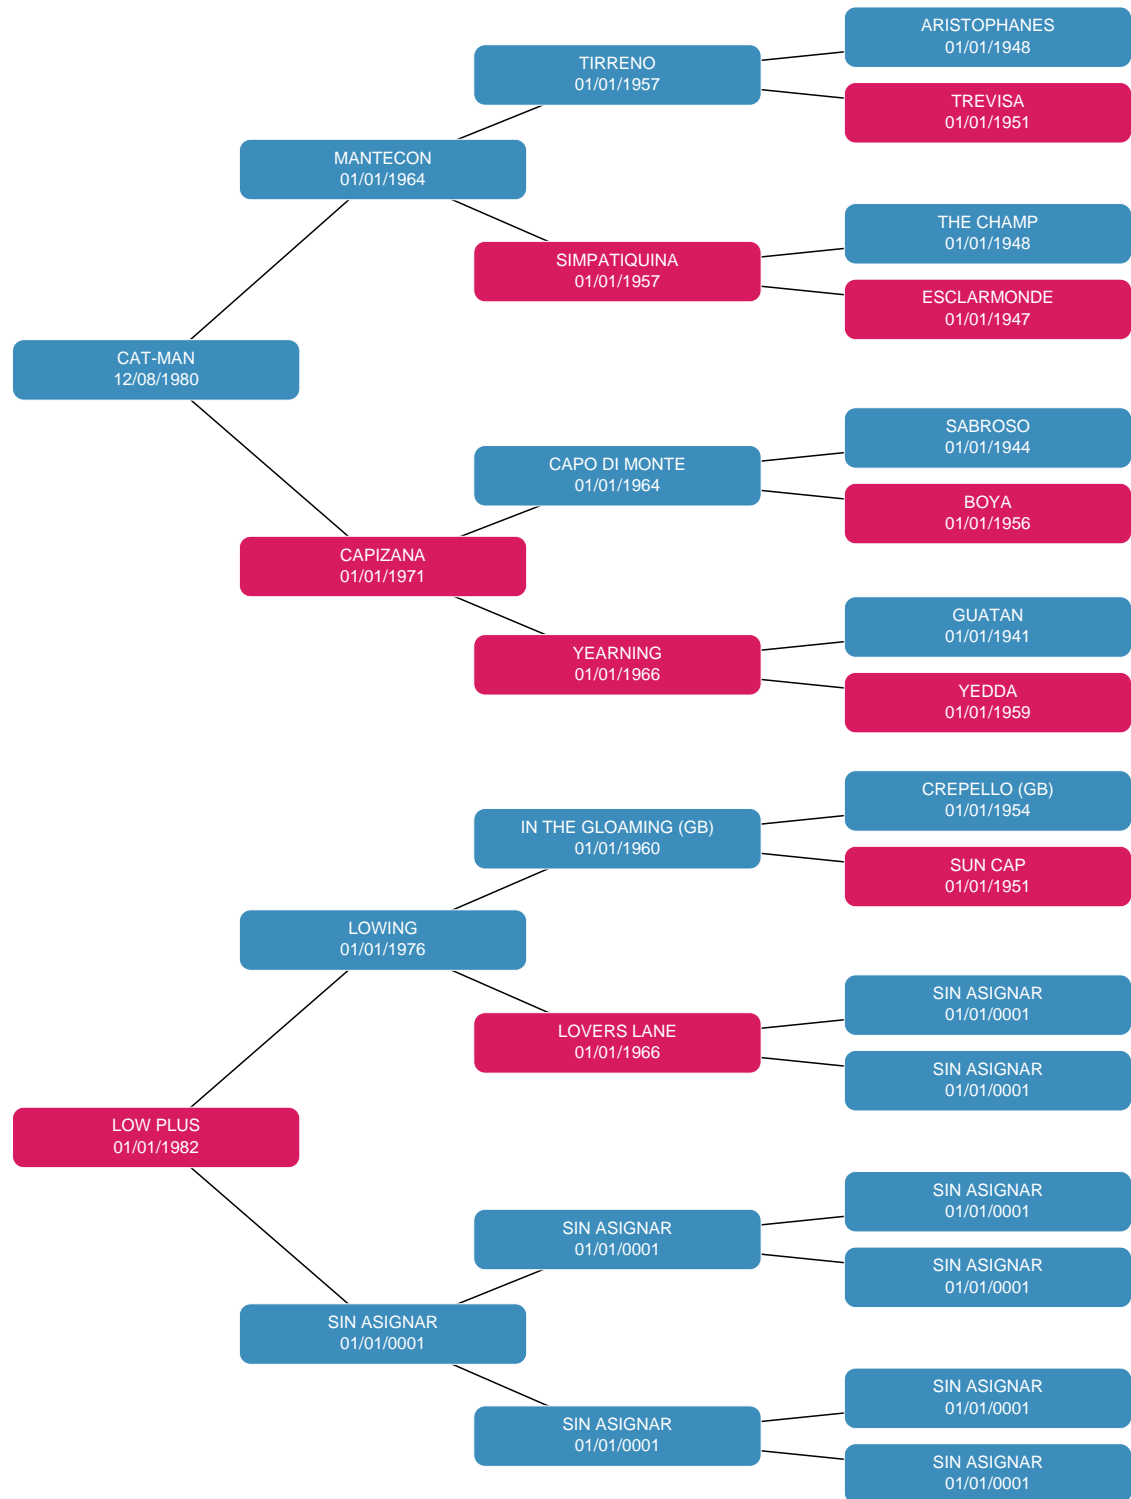 ARISTOPHANES
01/01/1948
TIRRENO
01/01/1957
TREVISA
01/01/1951
MANTECON
01/01/1964
THE CHAMP
01/01/1948
SIMPATIQUINA
01/01/1957
ESCLARMONDE
01/01/1947
CAT-MAN
12/08/1980
SABROSO
01/01/1944
CAPO DI MONTE
01/01/1964
BOYA
01/01/1956
CAPIZANA
01/01/1971
GUATAN
01/01/1941
YEARNING
01/01/1966
YEDDA
01/01/1959
CREPELLO (GB)
01/01/1954
IN THE GLOAMING (GB)
01/01/1960
SUN CAP
01/01/1951
LOWING
01/01/1976
SIN ASIGNAR
01/01/0001
LOVERS LANE
01/01/1966
SIN ASIGNAR
01/01/0001
LOW PLUS
01/01/1982
SIN ASIGNAR
01/01/0001
SIN ASIGNAR
01/01/0001
SIN ASIGNAR
01/01/0001
SIN ASIGNAR
01/01/0001
SIN ASIGNAR
01/01/0001
SIN ASIGNAR
01/01/0001
SIN ASIGNAR
01/01/0001